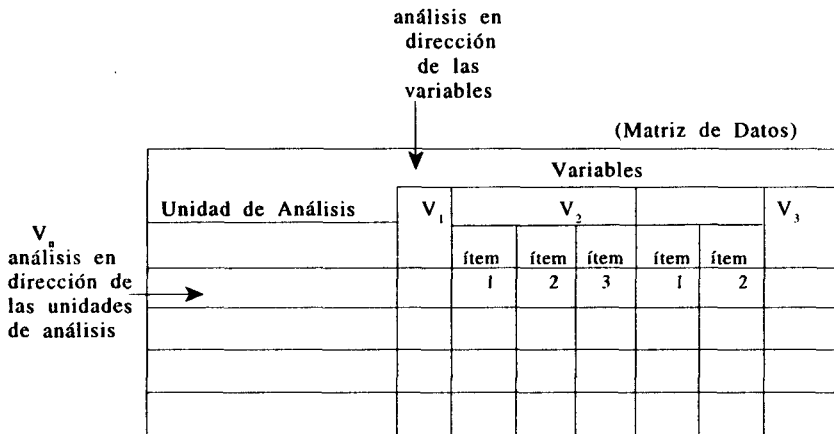 análisis en
dirección
de las
variables
(Matriz de Datos)
Variables
Unidad de Análisis V₁ V₂ V₃
Vₙ
análisis en
dirección de
las unidades
de análisis
ítem ítem ítem ítem ítem
1 2 3 1 2